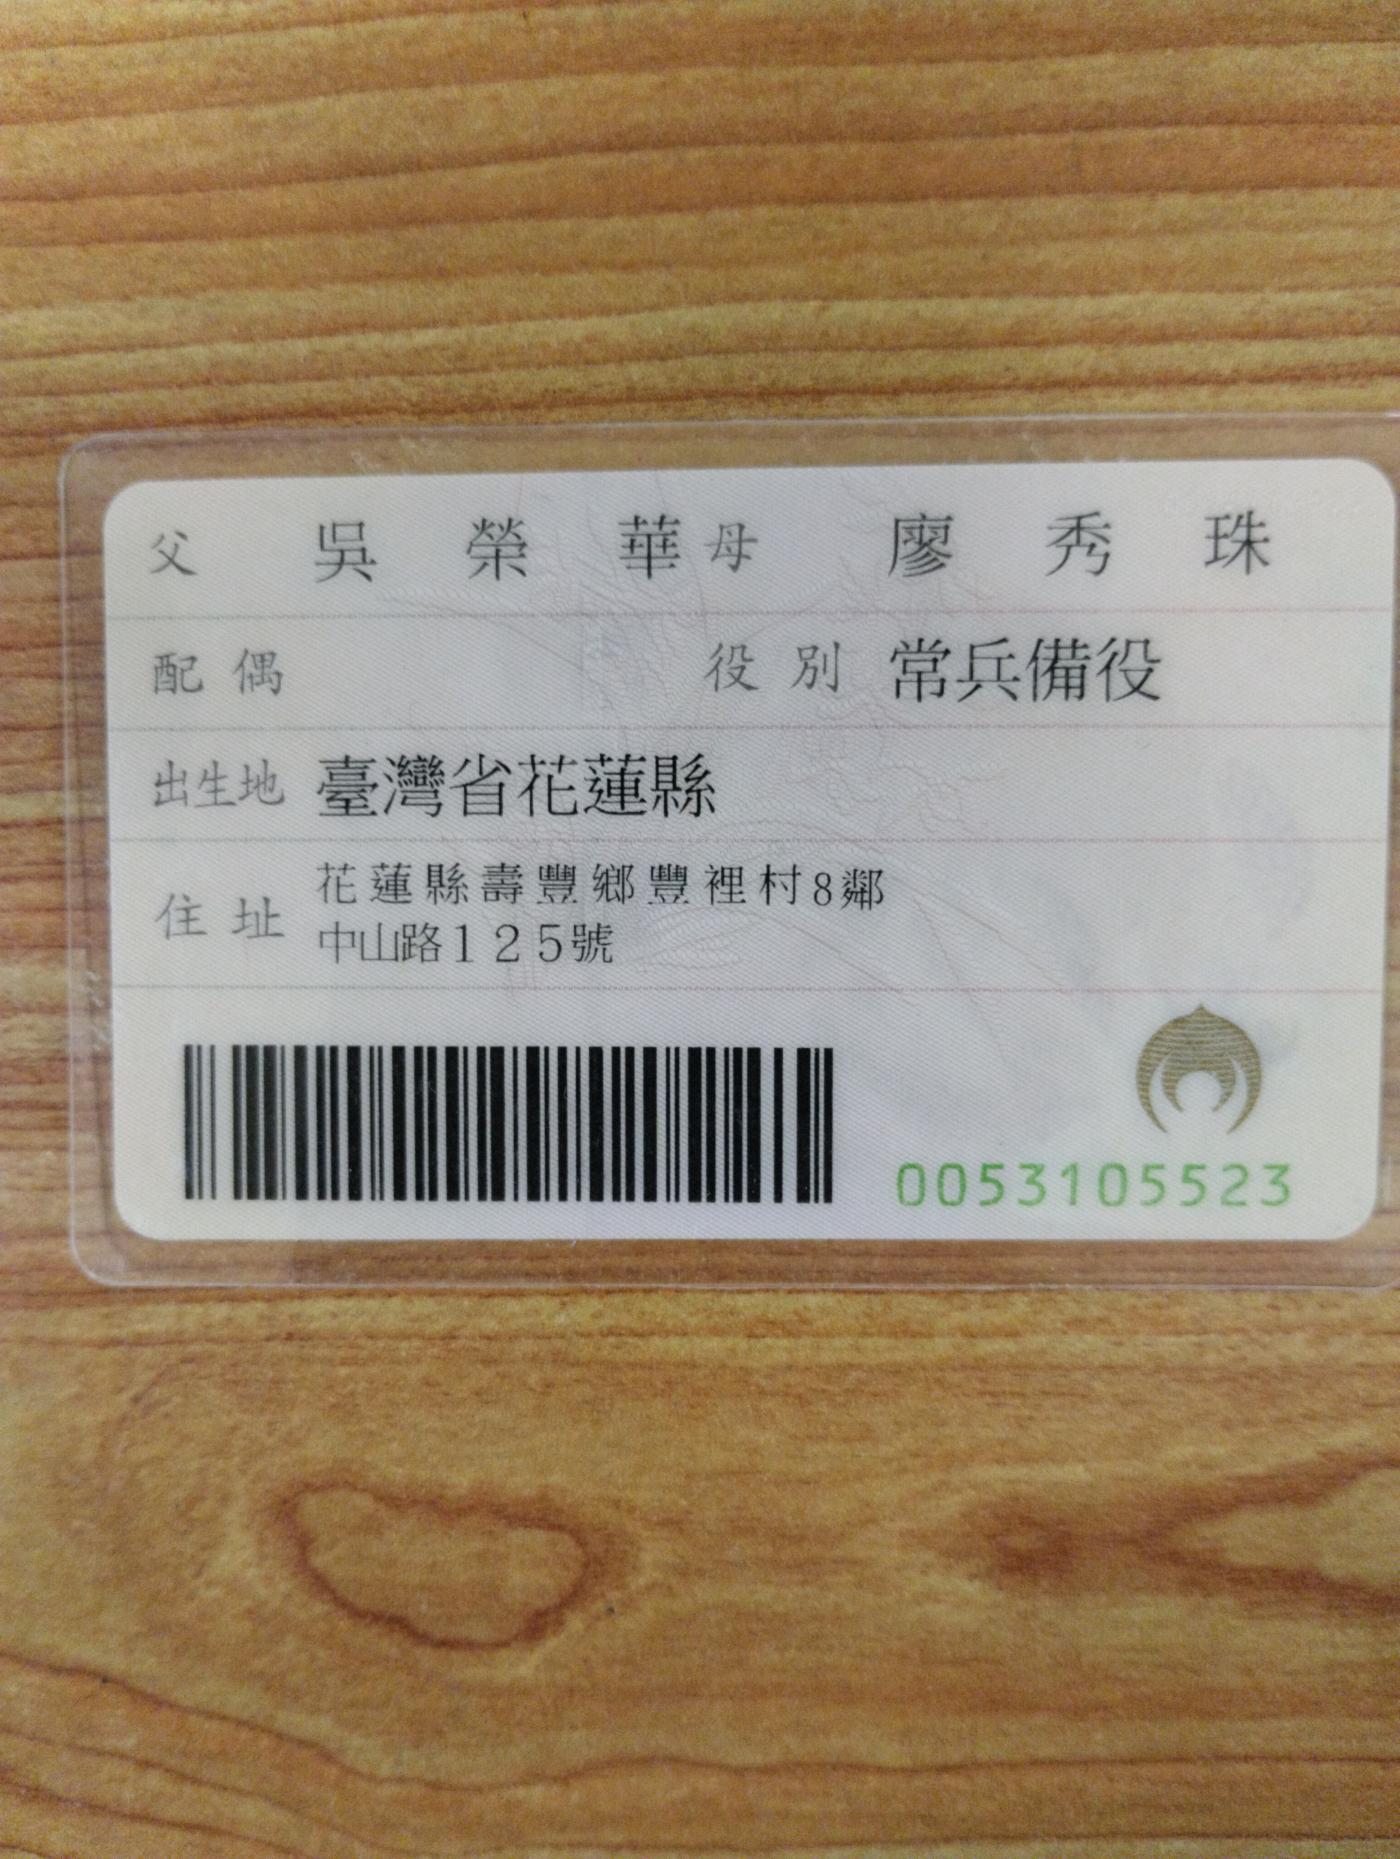 父 吳榮華 母 廖秀珠
配偶 役別 常兵備役
出生地 臺灣省花蓮縣
住址 花蓮縣壽豐鄉豐裡村8鄰
中山路125號
0053105523